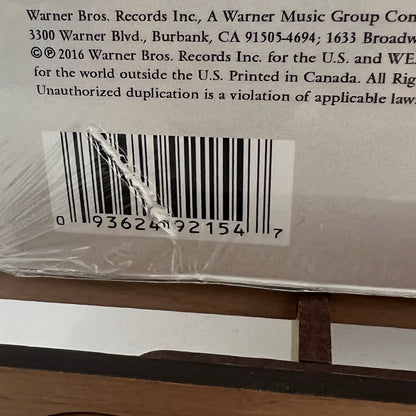 Warner Bros. Records Inc., A Warner Music Group Con
3300 Warner Blvd., Burbank, CA 91505-4694; 1633 Broadw
©℗ 2016 Warner Bros. Records Inc. for the U.S. and WE
for the world outside the U.S. Printed in Canada. All Rig
Unauthorized duplication is a violation of applicable law.
0 93624 92154 7